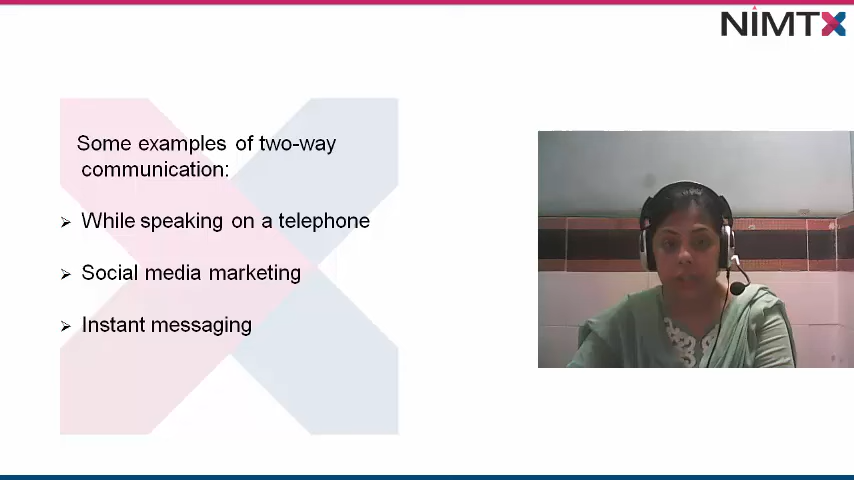 NIMTX
Some examples of two-way
communication:
➢ While speaking on a telephone
➢ Social media marketing
➢ Instant messaging